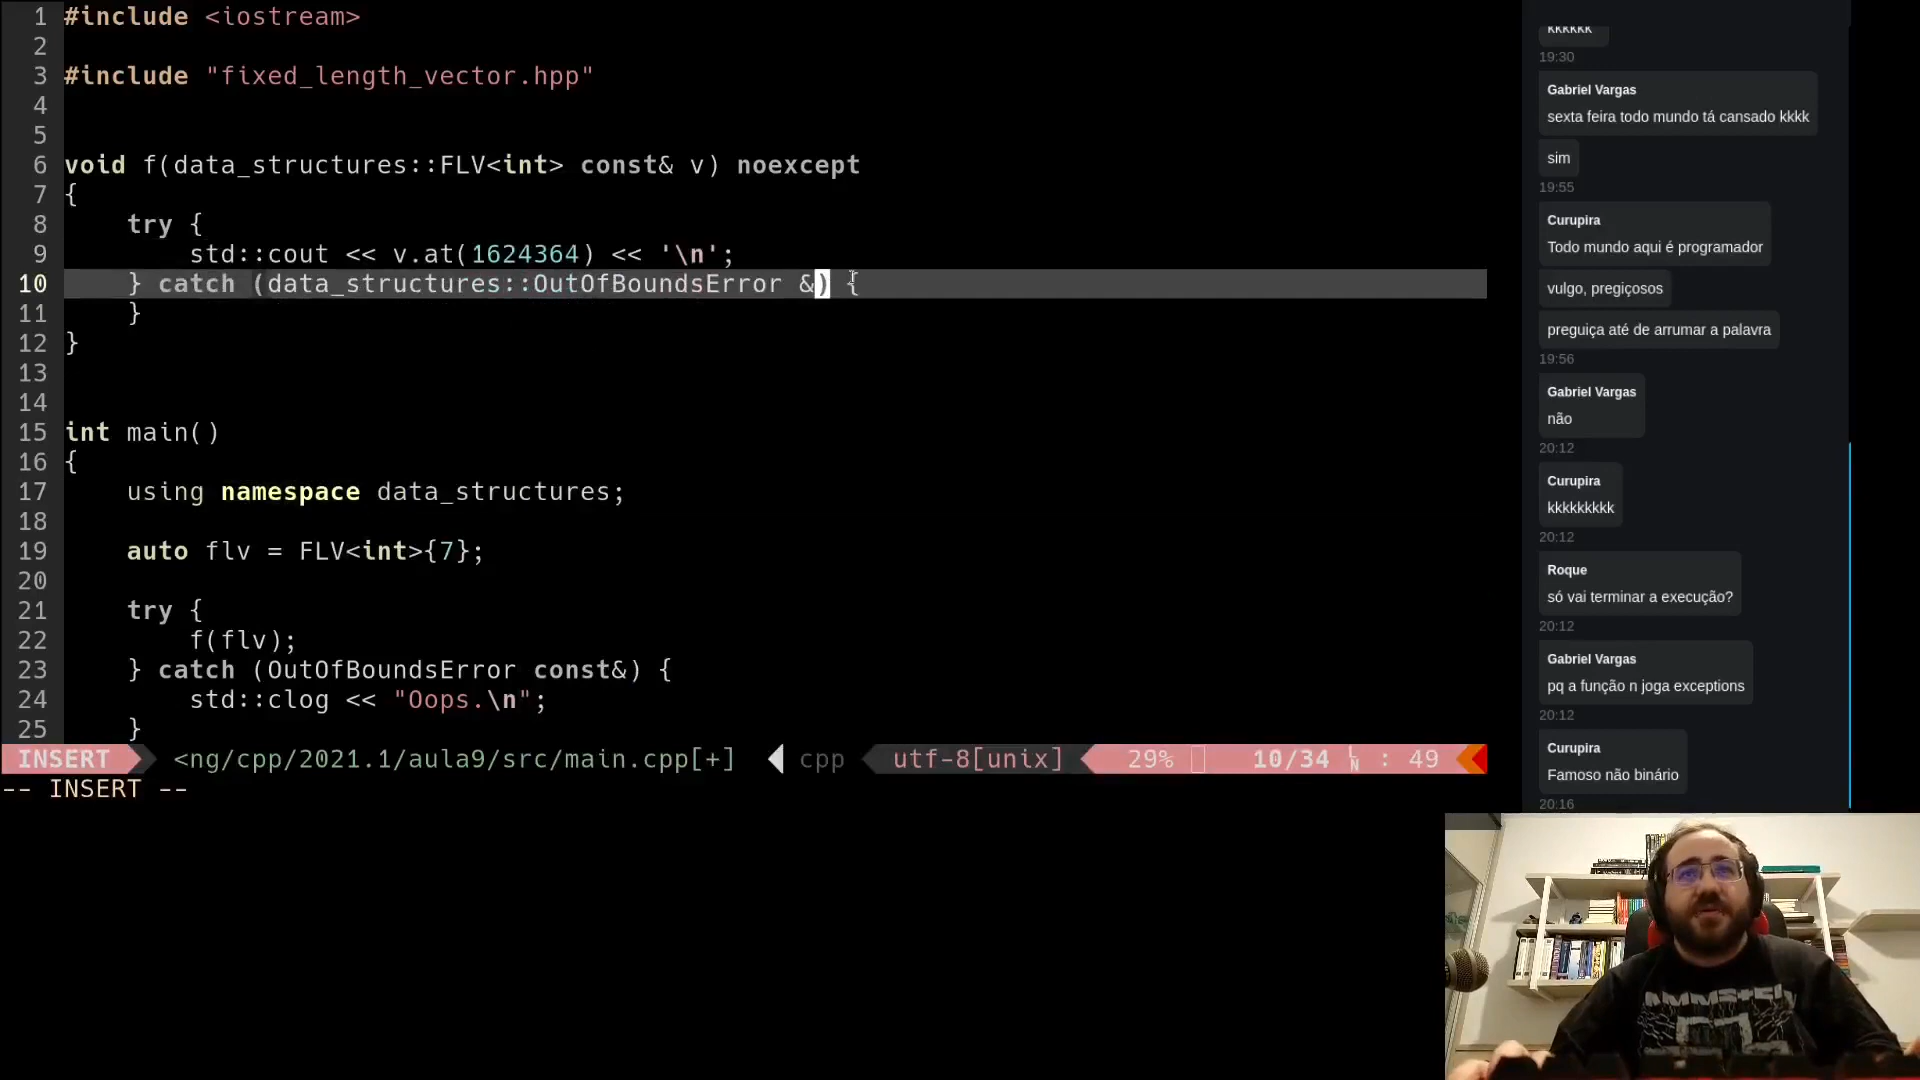 1 #include <iostream>
2
3 #include "fixed_length_vector.hpp"
4
5
6 void f(data_structures::FLV<int> const& v) noexcept
7 {
8     try {
9         std::cout << v.at(1624364) << '\n';
10     } catch (data_structures::OutOfBoundsError &) {
11     }
12 }
13
14
15 int main()
16 {
17     using namespace data_structures;
18
19     auto flv = FLV<int>{7};
20
21     try {
22         f(flv);
23     } catch (OutOfBoundsError const&) {
24         std::clog << "Oops.\n";
25     }
INSERT <ng/cpp/2021.1/aula9/src/main.cpp[+] cpp utf-8[unix] 29% 10/34 LN : 49
-- INSERT --
kkkkkk
19:30
Gabriel Vargas
sexta feira todo mundo tá cansado kkkk
sim
19:55
Curupira
Todo mundo aqui é programador
vulgo, pregiçosos
preguiça até de arrumar a palavra
19:56
Gabriel Vargas
não
20:12
Curupira
kkkkkkkkk
20:12
Roque
só vai terminar a execução?
20:12
Gabriel Vargas
pq a função n joga exceptions
20:12
Curupira
Famoso não binário
20:16
RAMMSTEIN